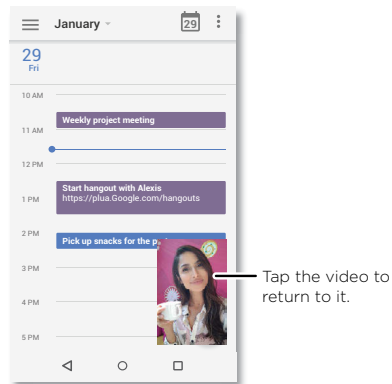 January
29
29
Fri
10 AM
Weekly project meeting
11 AM
12 PM
Start hangout with Alexis
https://plua.Google.com/hangouts
1 PM
2 PM
Pick up snacks for the
3 PM
Tap the video to
return to it.
4 PM
5 PM